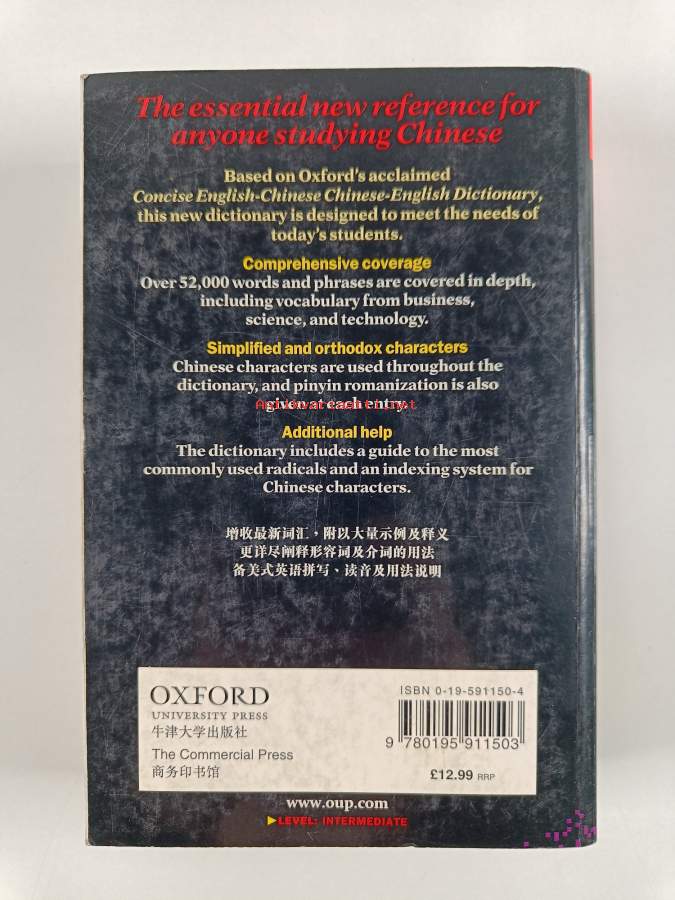 The essential new reference for
anyone studying Chinese
Based on Oxford's acclaimed
Concise English-Chinese Chinese-English Dictionary,
this new dictionary is designed to meet the needs of
today's students.
Comprehensive coverage
Over 52,000 words and phrases are covered in depth,
including vocabulary from business,
science, and technology.
Simplified and orthodox characters
Chinese characters are used throughout the
dictionary, and pinyin romanization is also
given at each entry.
Additional help
The dictionary includes a guide to the most
commonly used radicals and an indexing system for
Chinese characters.
增收最新词汇，附以大量示例及释义
更详尽阐释形容词及介词的用法
备美式英语拼写、读音及用法说明
OXFORD
UNIVERSITY PRESS
牛津大学出版社
The Commercial Press
商务印书馆
ISBN 0-19-591150-4
9 780195 911503
£12.99 RRP
www.oup.com
LEVEL: INTERMEDIATE